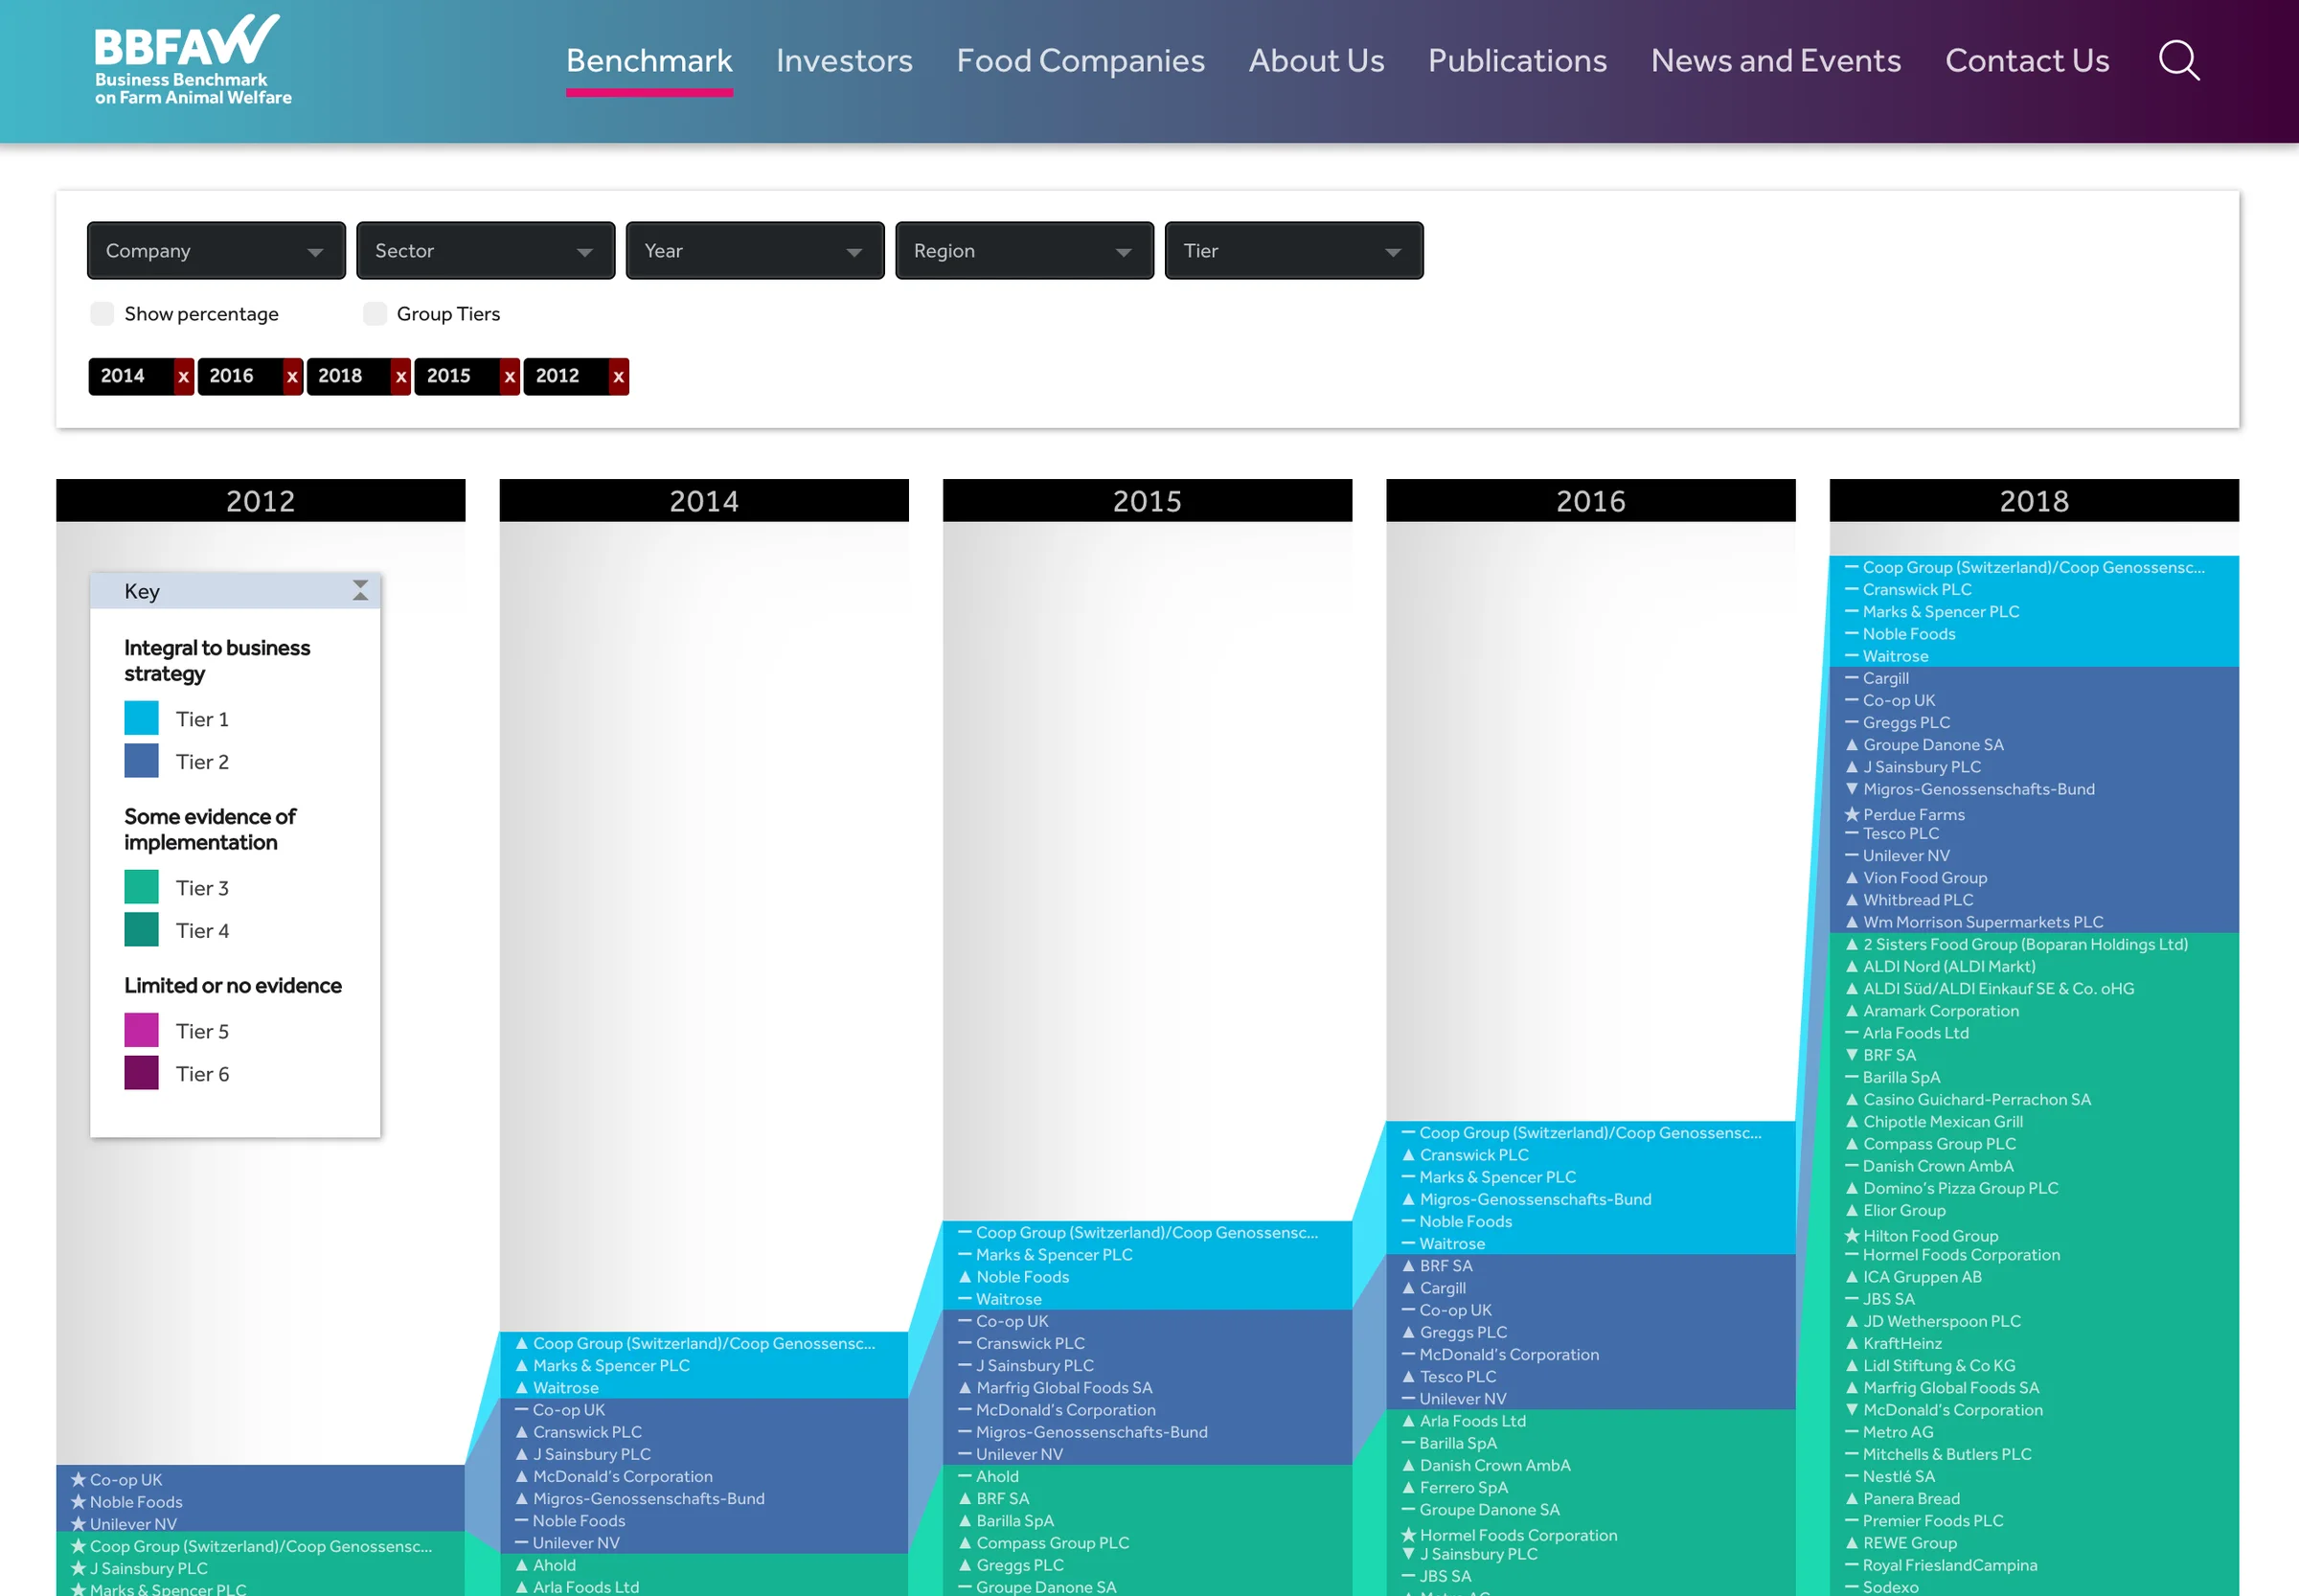 BBFAW
Business Benchmark
on Farm Animal Welfare
Benchmark
Investors
Food Companies
About Us
Publications
News and Events
Contact Us
Company
Sector
Year
Region
Tier
Show percentage
Group Tiers
2014 x
2016 x
2018 x
2015 x
2012 x
2012
Key
Integral to business
strategy
Tier 1
Tier 2
Some evidence of
implementation
Tier 3
Tier 4
Limited or no evidence
Tier 5
Tier 6
★ Co-op UK
★ Noble Foods
★ Unilever NV
★ Coop Group (Switzerland)/Coop Genossensc...
★ J Sainsbury PLC
★ Marks & Spencer PLC
2014
▲ Coop Group (Switzerland)/Coop Genossensc...
▲ Marks & Spencer PLC
▲ Waitrose
— Co-op UK
▲ Cranswick PLC
▲ J Sainsbury PLC
▲ McDonald's Corporation
▲ Migros-Genossenschafts-Bund
— Noble Foods
— Unilever NV
▲ Ahold
▲ Arla Foods Ltd
2015
— Coop Group (Switzerland)/Coop Genossensc...
— Marks & Spencer PLC
▲ Noble Foods
— Waitrose
— Co-op UK
— Cranswick PLC
— J Sainsbury PLC
▲ Marfrig Global Foods SA
— McDonald's Corporation
— Migros-Genossenschafts-Bund
— Unilever NV
— Ahold
▲ BRF SA
▲ Barilla SpA
▲ Compass Group PLC
▲ Greggs PLC
— Groupe Danone SA
2016
— Coop Group (Switzerland)/Coop Genossensc...
▲ Cranswick PLC
— Marks & Spencer PLC
▲ Migros-Genossenschafts-Bund
— Noble Foods
— Waitrose
▲ BRF SA
▲ Cargill
— Co-op UK
▲ Greggs PLC
— McDonald's Corporation
▲ Tesco PLC
— Unilever NV
▲ Arla Foods Ltd
— Barilla SpA
▲ Danish Crown AmbA
▲ Ferrero SpA
— Groupe Danone SA
★ Hormel Foods Corporation
▼ J Sainsbury PLC
— JBS SA
2018
— Coop Group (Switzerland)/Coop Genossensc...
— Cranswick PLC
— Marks & Spencer PLC
— Noble Foods
— Waitrose
— Cargill
— Co-op UK
— Greggs PLC
▲ Groupe Danone SA
▲ J Sainsbury PLC
▼ Migros-Genossenschafts-Bund
★ Perdue Farms
— Tesco PLC
— Unilever NV
▲ Vion Food Group
▲ Whitbread PLC
▲ Wm Morrison Supermarkets PLC
▲ 2 Sisters Food Group (Boparan Holdings Ltd)
▲ ALDI Nord (ALDI Markt)
▲ ALDI Süd/ALDI Einkauf SE & Co. oHG
▲ Aramark Corporation
— Arla Foods Ltd
▼ BRF SA
— Barilla SpA
▲ Casino Guichard-Perrachon SA
▲ Chipotle Mexican Grill
▲ Compass Group PLC
— Danish Crown AmbA
▲ Domino's Pizza Group PLC
▲ Elior Group
★ Hilton Food Group
— Hormel Foods Corporation
▲ ICA Gruppen AB
— JBS SA
▲ JD Wetherspoon PLC
▲ KraftHeinz
▲ Lidl Stiftung & Co KG
▲ Marfrig Global Foods SA
▼ McDonald's Corporation
— Metro AG
— Mitchells & Butlers PLC
— Nestlé SA
▲ Panera Bread
— Premier Foods PLC
▲ REWE Group
— Royal FrieslandCampina
— Sodexo